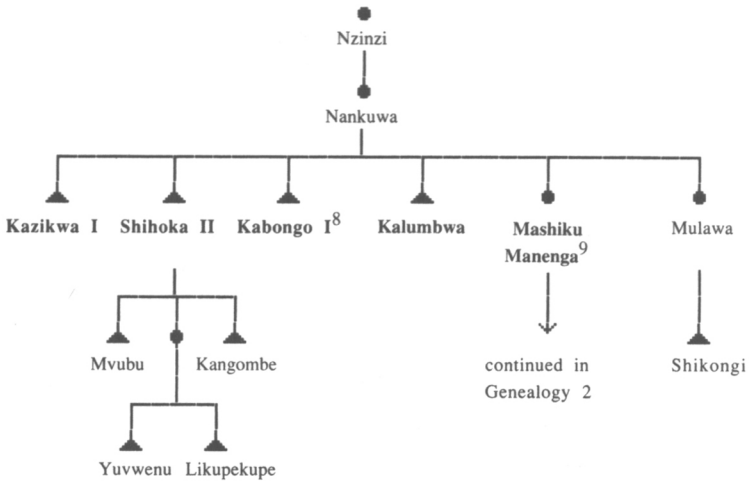 Nzinzi
Nankuwa
Kazikwa I Shihoka II Kabongo I8 Kalumbwa Mashiku Manenga9 Mulawa
Mvubu Kangombe continued in Genealogy 2 Shikongi
Yuvwenu Likupekupe